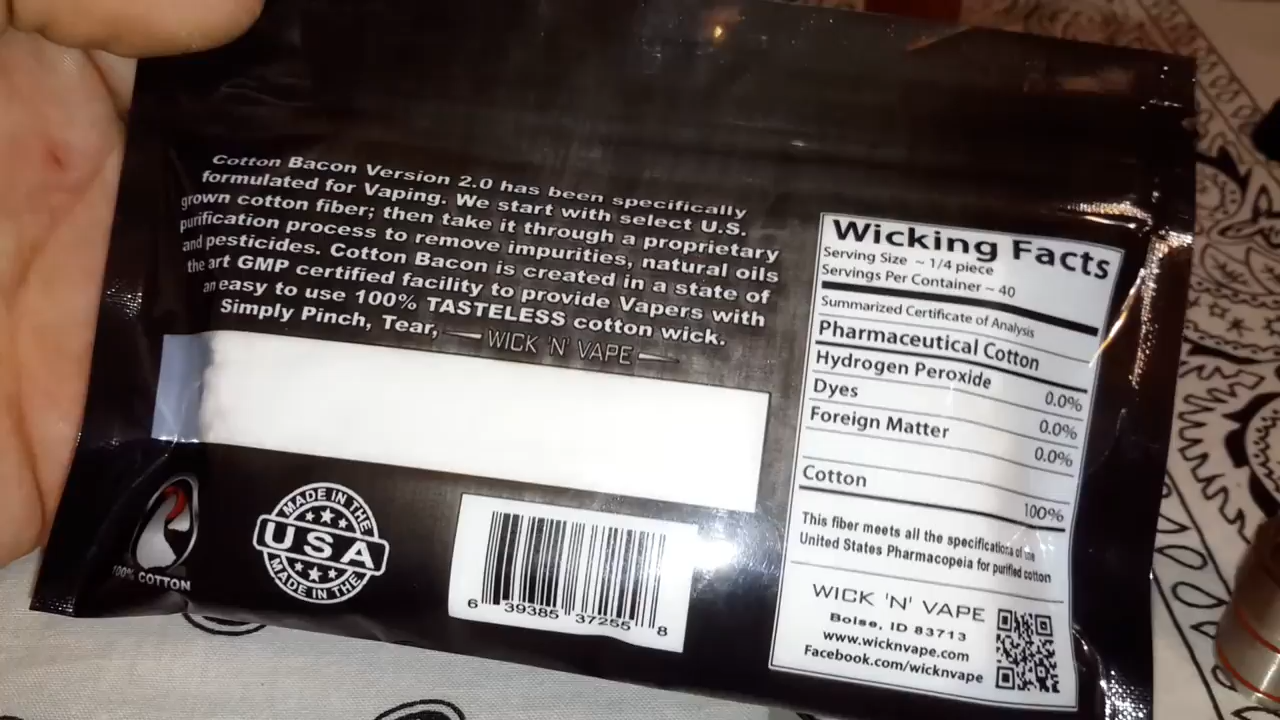 Cotton Bacon Version 2.0 has been specifically
formulated for Vaping. We start with select U.S.
grown cotton fiber; then take it through a proprietary
purification process to remove impurities, natural oils
and pesticides. Cotton Bacon is created in a state of
the art GMP certified facility to provide Vapers with
an easy to use 100% TASTELESS cotton wick.
Simply Pinch, Tear, WICK 'N' VAPE
100% COTTON
MADE IN THE
USA
MADE IN THE
6 39385 37255 8
Wicking Facts
Serving Size ~ 1/4 piece
Servings Per Container ~ 40
Summarized Certificate of Analysis
Pharmaceutical Cotton
Hydrogen Peroxide 0.0%
Dyes 0.0%
Foreign Matter 0.0%
Cotton 100%
This fiber meets all the specifications of the
United States Pharmacopeia for purified cotton
WICK 'N' VAPE
Boise, ID 83713
www.wicknvape.com
Facebook.com/wicknvape